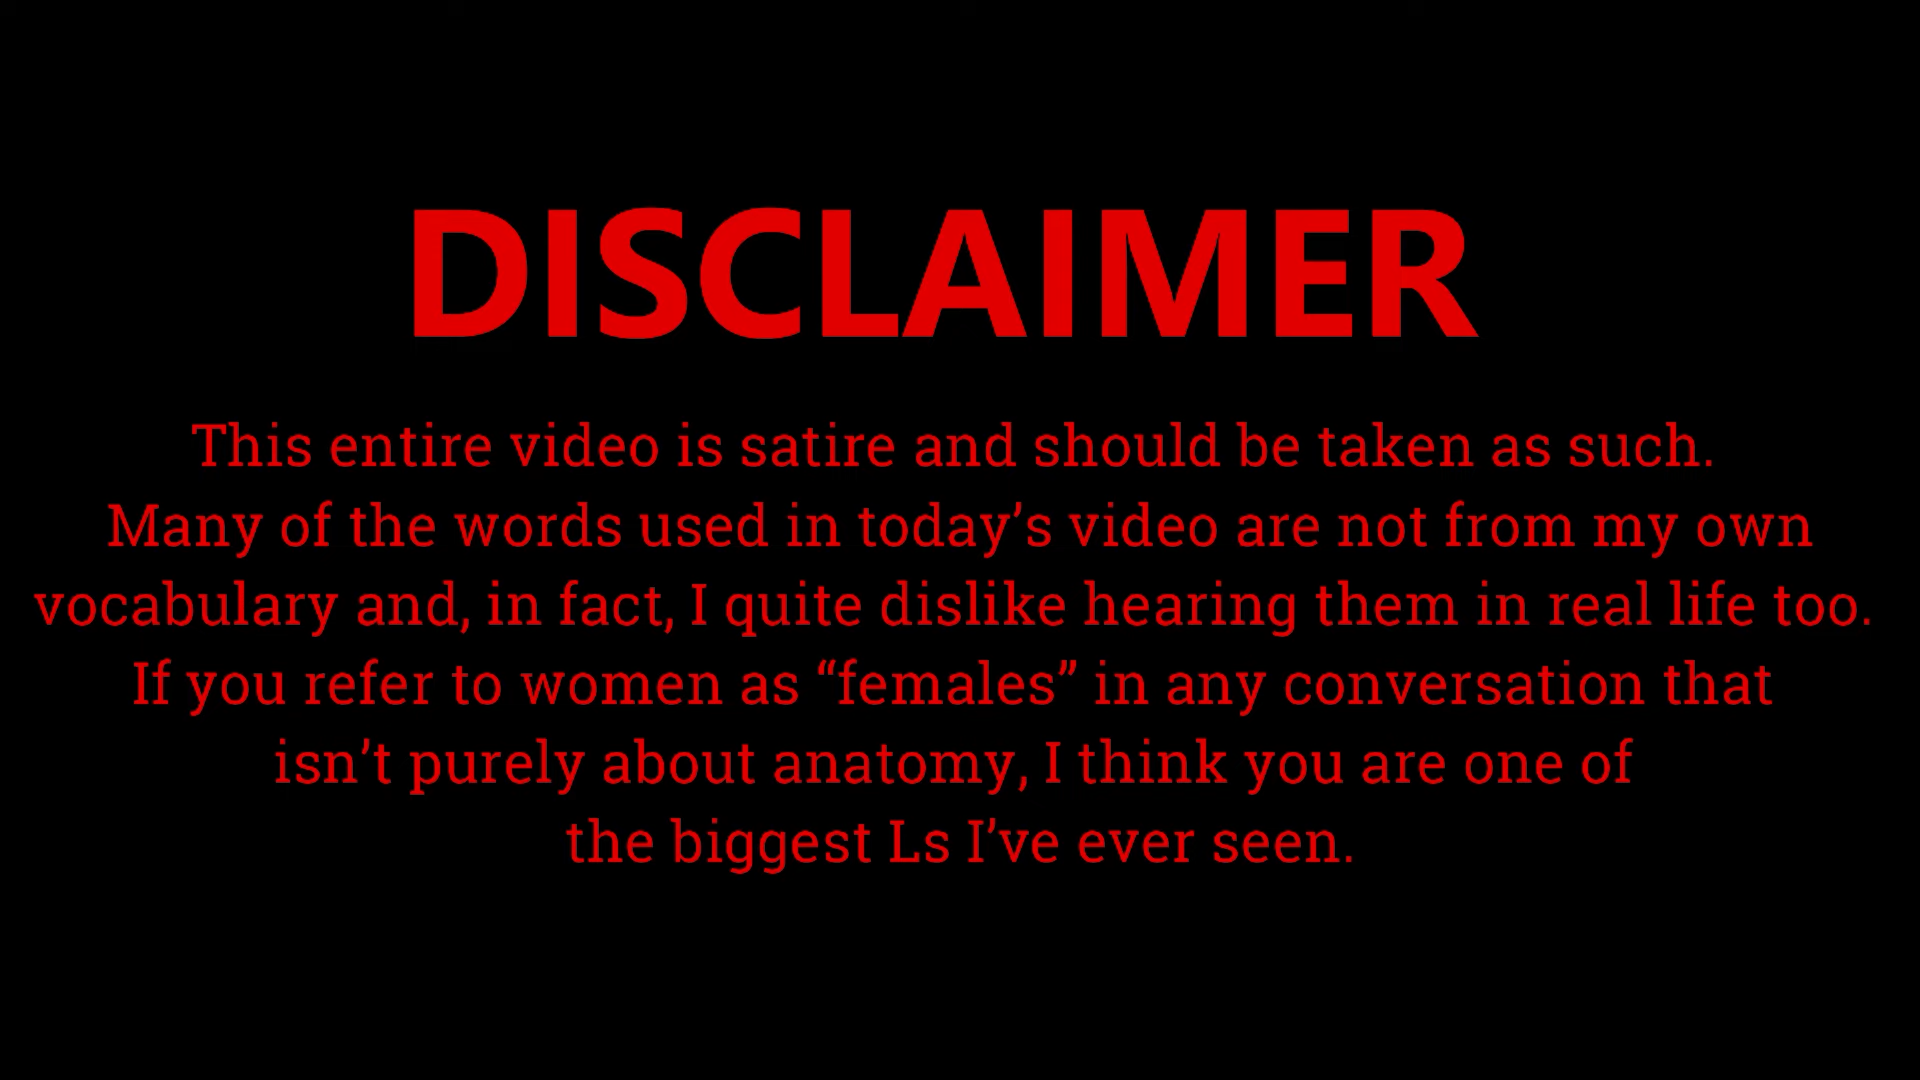 DISCLAIMER
This entire video is satire and should be taken as such.
Many of the words used in today’s video are not from my own
vocabulary and, in fact, I quite dislike hearing them in real life too.
If you refer to women as “females” in any conversation that
isn’t purely about anatomy, I think you are one of
the biggest Ls I’ve ever seen.